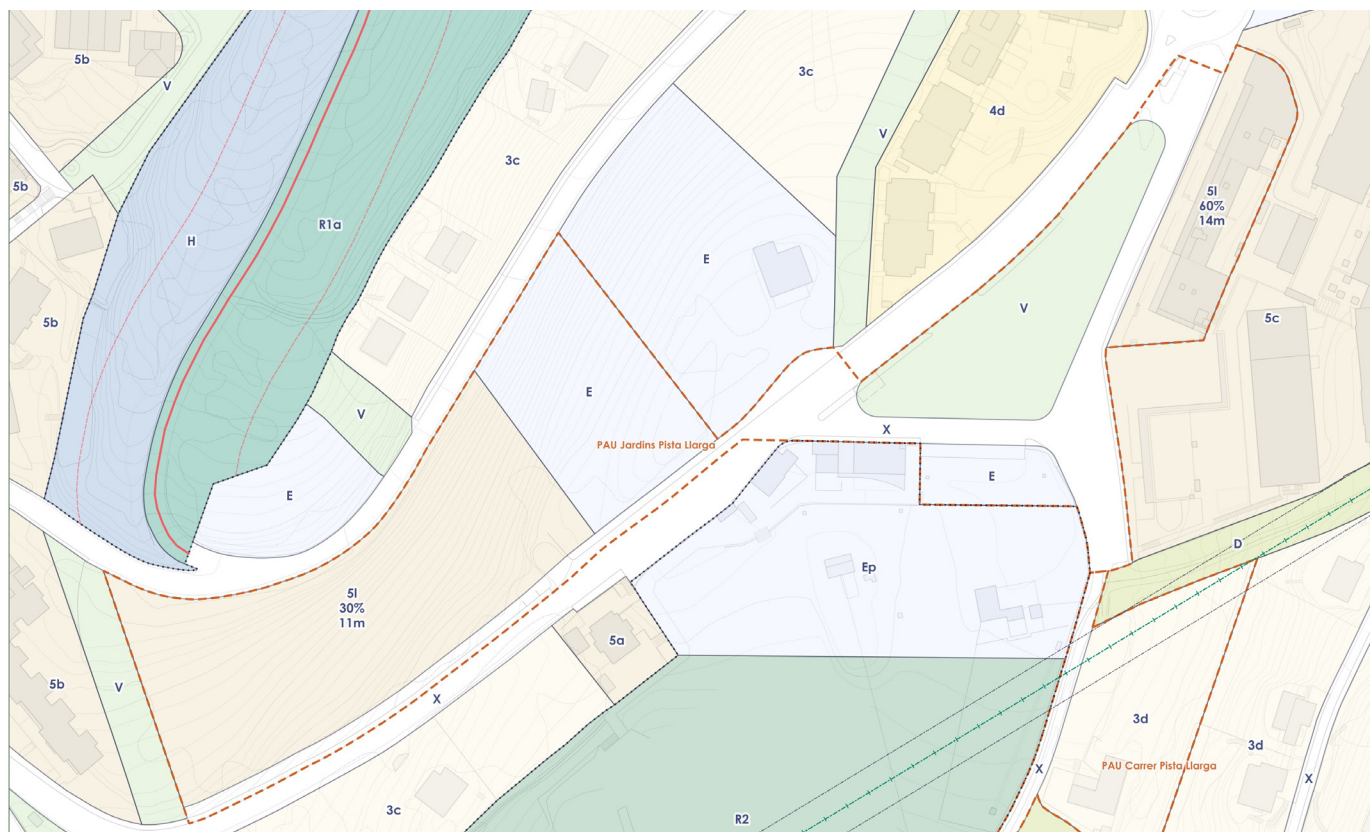 5b
V
3c
3c
V
4d
5b
5l
60%
14m
R1a
H
E
5b
V
5c
E
V
PAU Jardins Pista Llarga
X
E
E
D
Ep
5l
30%
11m
5a
5b
V
X
3d
3d
PAU Carrer Pista Llarga
X
X
3c
R2